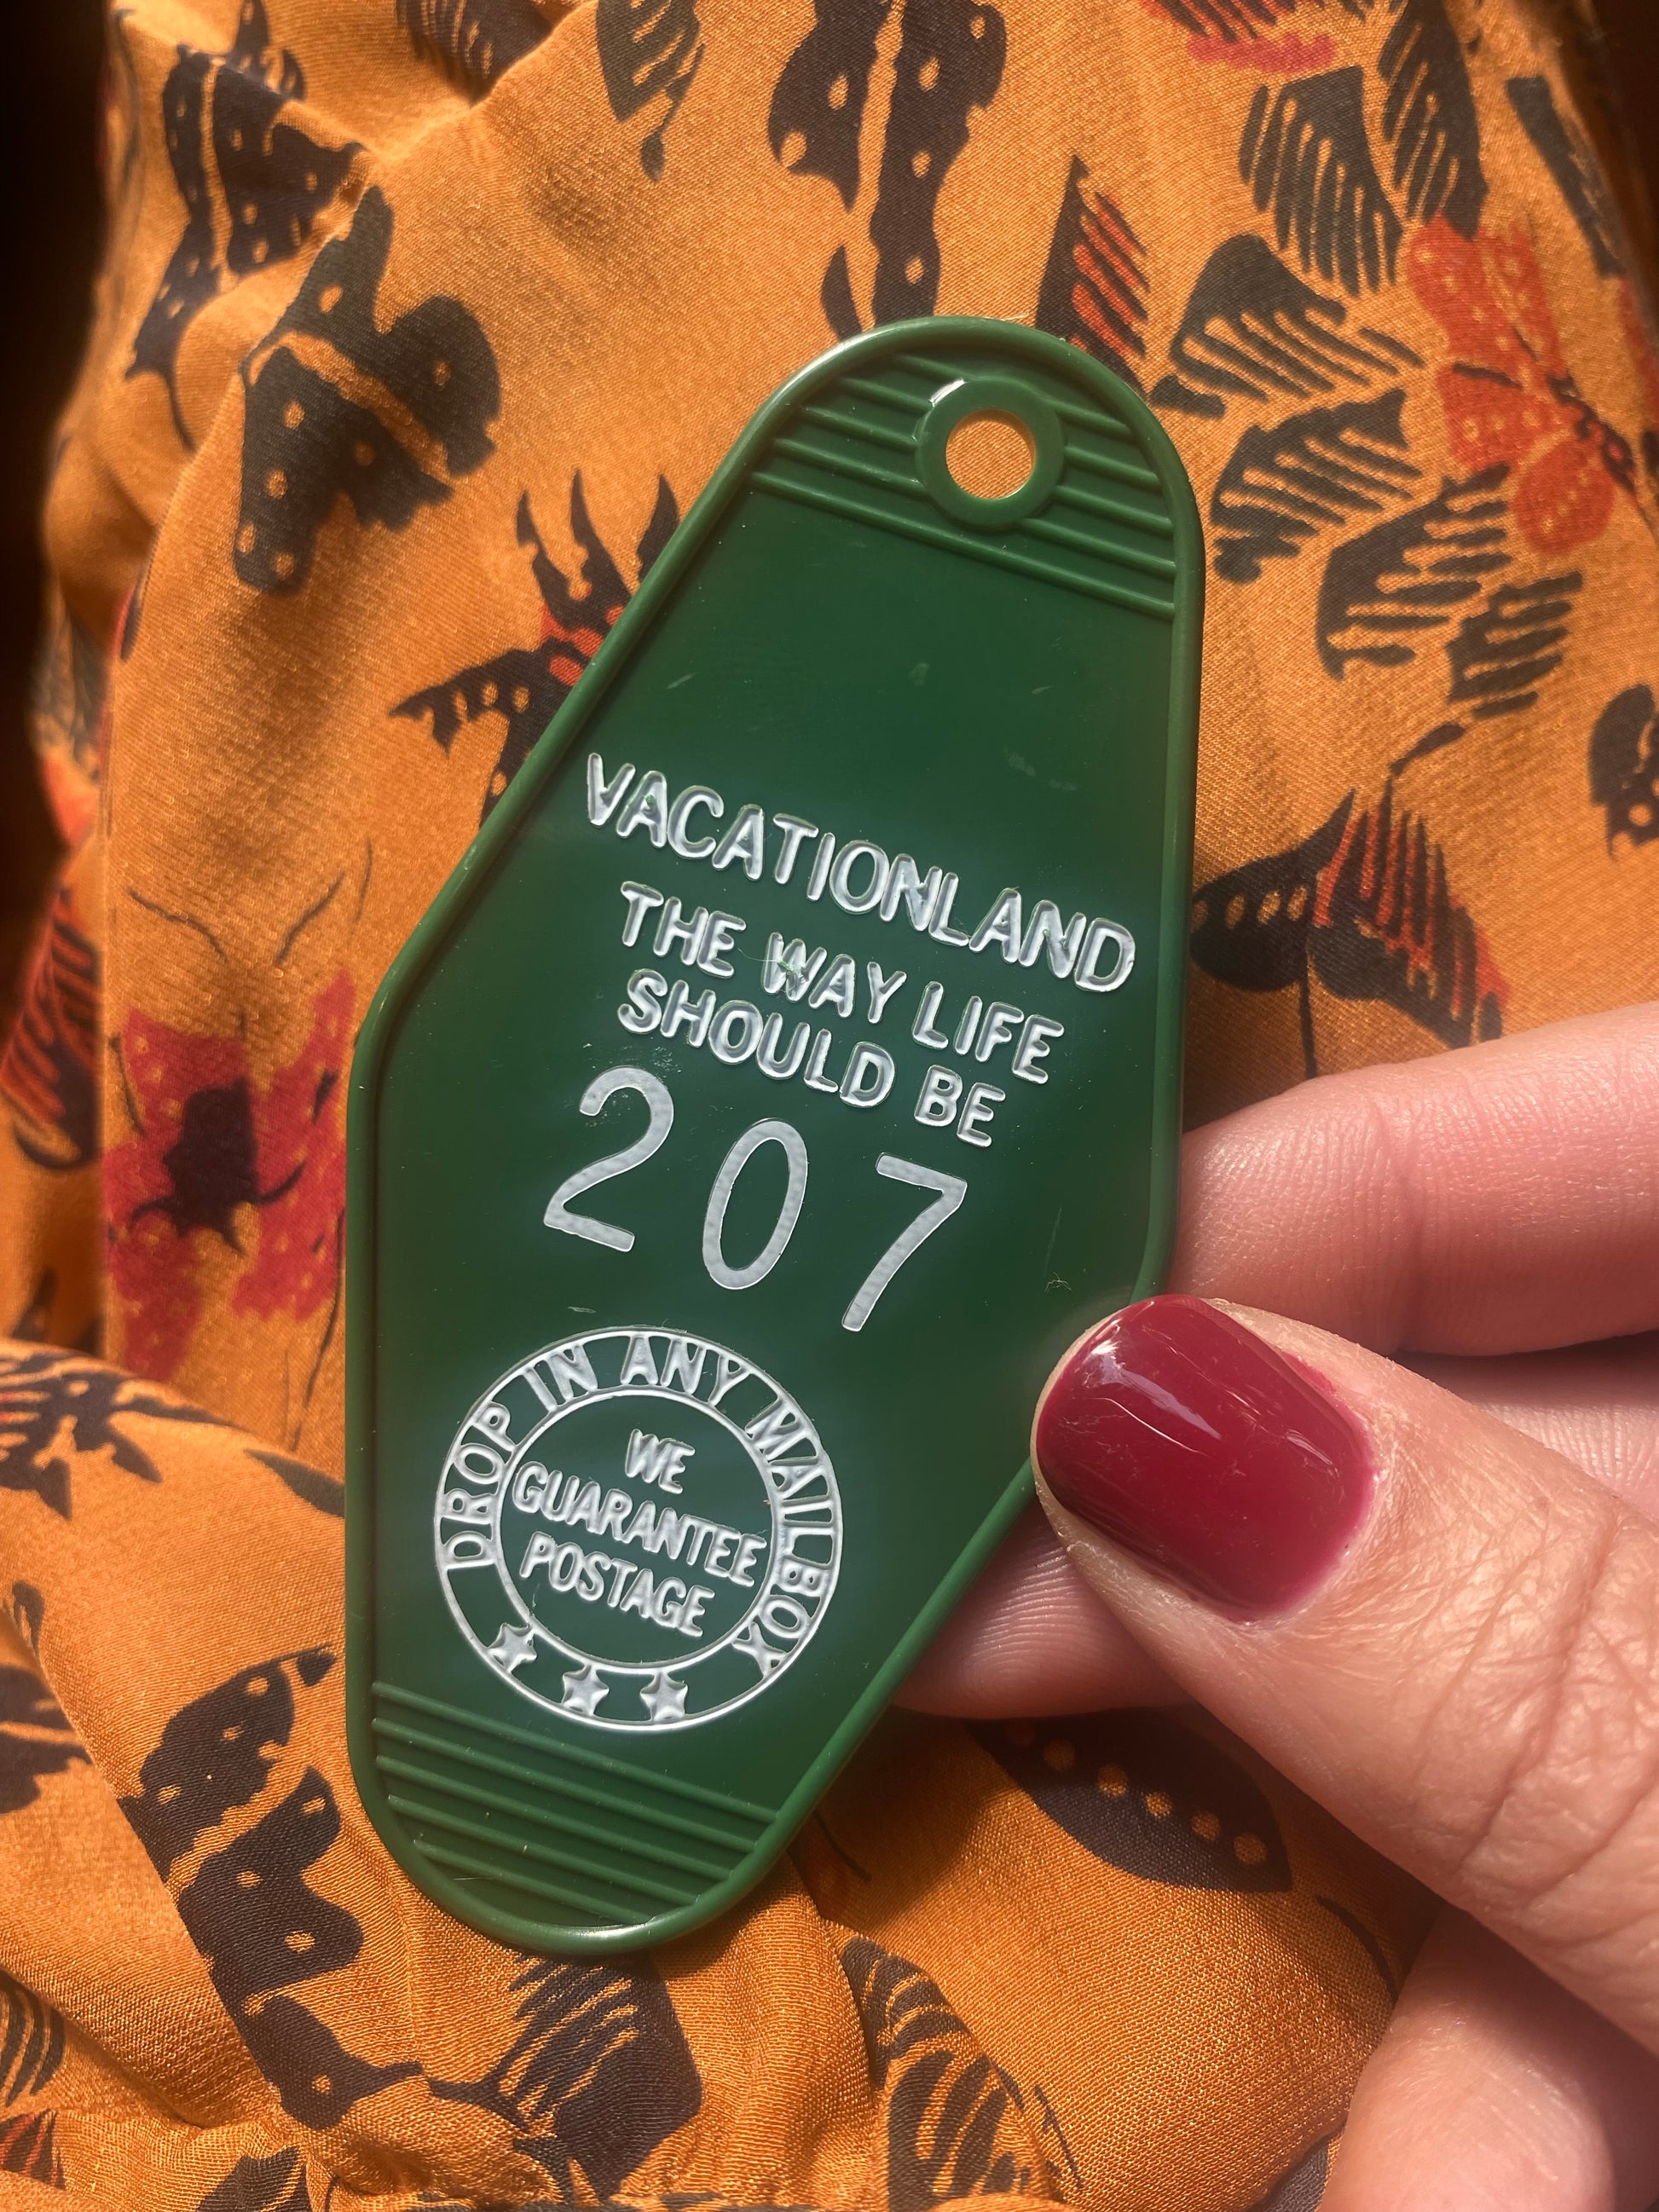 VACATIONLAND
THE WAY LIFE
SHOULD BE
207
DROP IN ANY MAILBOX
WE
GUARANTEE
POSTAGE